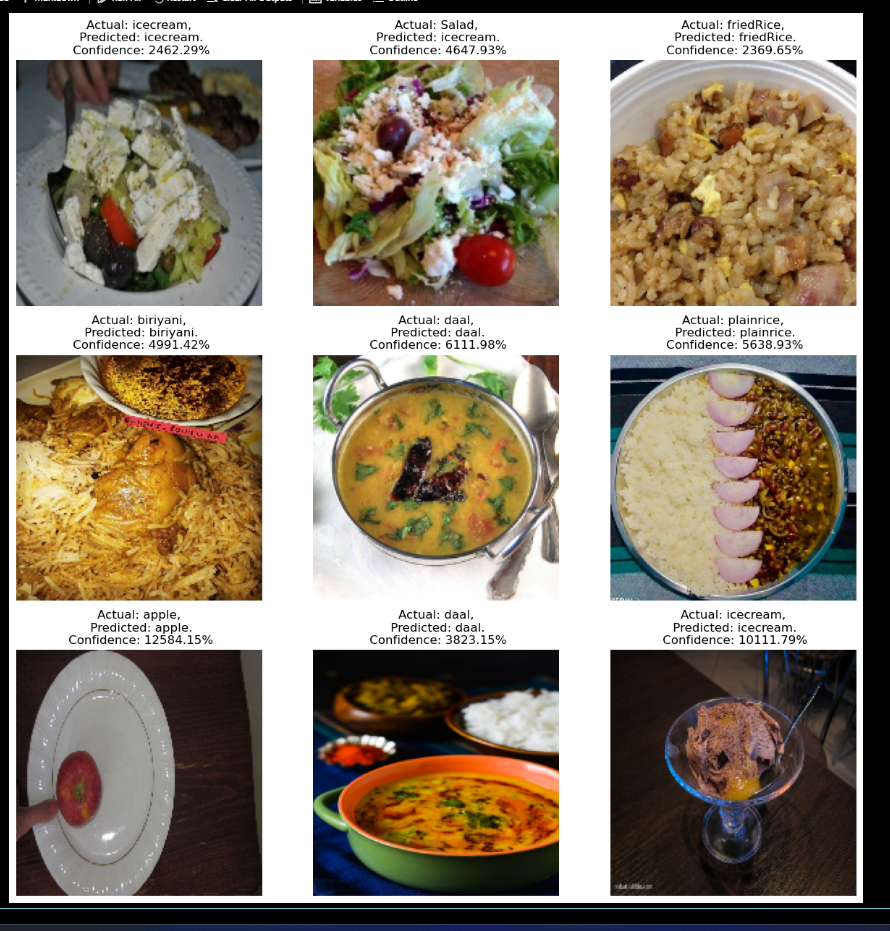 Actual: icecream,
Predicted: icecream.
Confidence: 2462.29%
Actual: Salad,
Predicted: icecream.
Confidence: 4647.93%
Actual: friedRice,
Predicted: friedRice.
Confidence: 2369.65%
Actual: biriyani,
Predicted: biriyani.
Confidence: 4991.42%
Actual: daal,
Predicted: daal.
Confidence: 6111.98%
Actual: plainrice,
Predicted: plainrice.
Confidence: 5638.93%
Actual: apple,
Predicted: apple.
Confidence: 12584.15%
Actual: daal,
Predicted: daal.
Confidence: 3823.15%
Actual: icecream,
Predicted: icecream.
Confidence: 10111.79%